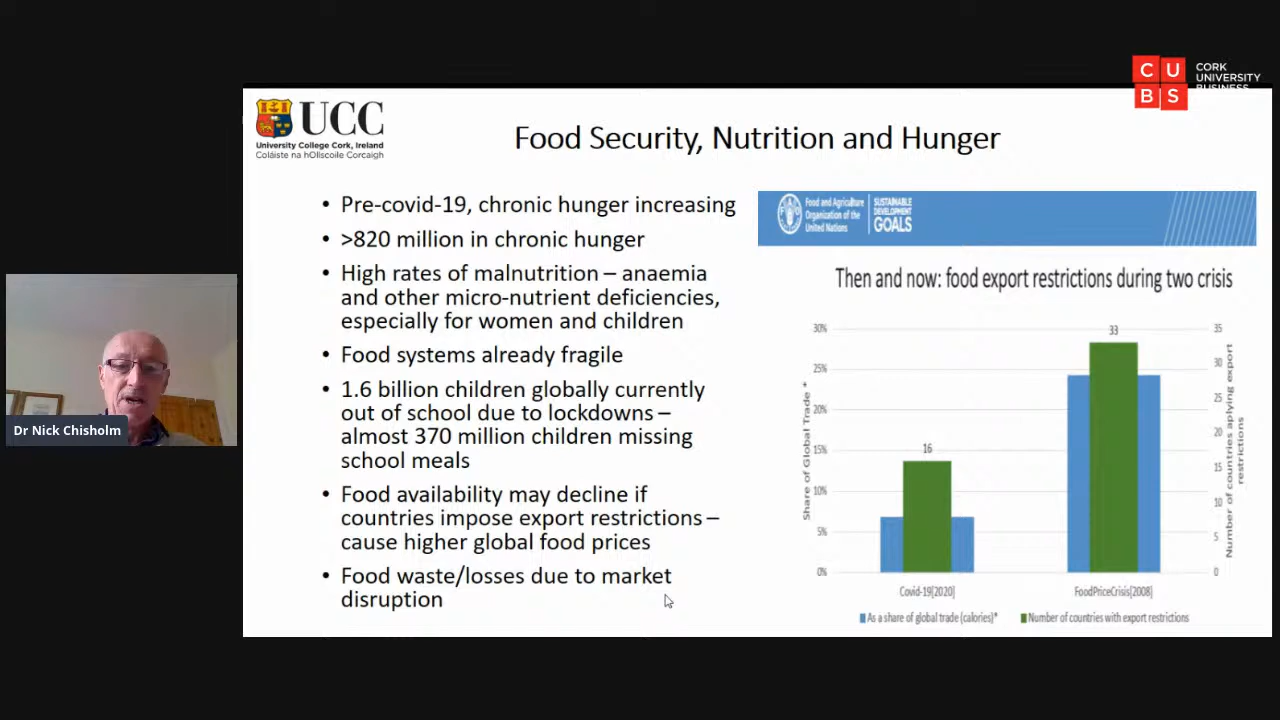 CORK
UNIVERSITY
BUSINESS
C U
B S
UCC
University College Cork, Ireland
Coláiste na hOllscoile Corcaigh
Food Security, Nutrition and Hunger
• Pre-covid-19, chronic hunger increasing
• >820 million in chronic hunger
• High rates of malnutrition – anaemia
and other micro-nutrient deficiencies,
especially for women and children
• Food systems already fragile
• 1.6 billion children globally currently
out of school due to lockdowns –
almost 370 million children missing
school meals
• Food availability may decline if
countries impose export restrictions –
cause higher global food prices
• Food waste/losses due to market
disruption
Food and Agriculture
Organization of the
United Nations
SUSTAINABLE
DEVELOPMENT
GOALS
Then and now: food export restrictions during two crisis
30%
25%
20%
15%
10%
5%
0%
Share of Global Trade *
16
33
35
30
25
20
15
10
5
0
Number of countries aplying export
restrictions
Covid-19(2020)
FoodPriceCrisis(2008)
As a share of global trade (calories)*
Number of countries with export restrictions
Dr Nick Chisholm